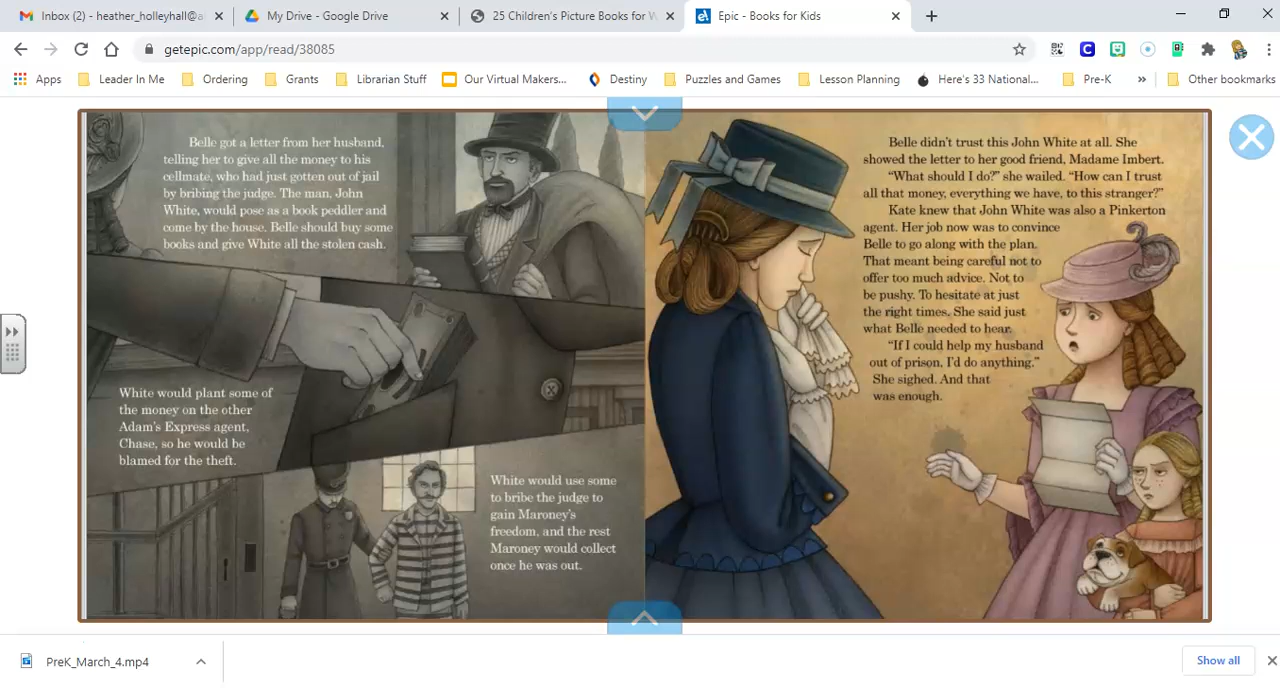 Inbox (2) - heather_holleyhall@a
My Drive - Google Drive
25 Children's Picture Books for W
Epic - Books for Kids
getepic.com/app/read/38085
Apps
Leader In Me
Ordering
Grants
Librarian Stuff
Our Virtual Makers...
Destiny
Puzzles and Games
Lesson Planning
Here's 33 National...
Pre-K
»
Other bookmarks
Belle got a letter from her husband,
telling her to give all the money to his
cellmate, who had just gotten out of jail
by bribing the judge. The man, John
White, would pose as a book peddler and
come by the house. Belle should buy some
books and give White all the stolen cash.
White would plant some of
the money on the other
Adam's Express agent,
Chase, so he would be
blamed for the theft.
White would use some
to bribe the judge to
gain Maroney's
freedom, and the rest
Maroney would collect
once he was out.
Belle didn't trust this John White at all. She
showed the letter to her good friend, Madame Imbert.
"What should I do?" she wailed. "How can I trust
all that money, everything we have, to this stranger?"
Kate knew that John White was also a Pinkerton
agent. Her job now was to convince
Belle to go along with the plan.
That meant being careful not to
offer too much advice. Not to
be pushy. To hesitate at just
the right times. She said just
what Belle needed to hear.
"If I could help my husband
out of prison, I'd do anything."
She sighed. And that
was enough.
PreK_March_4.mp4
Show all